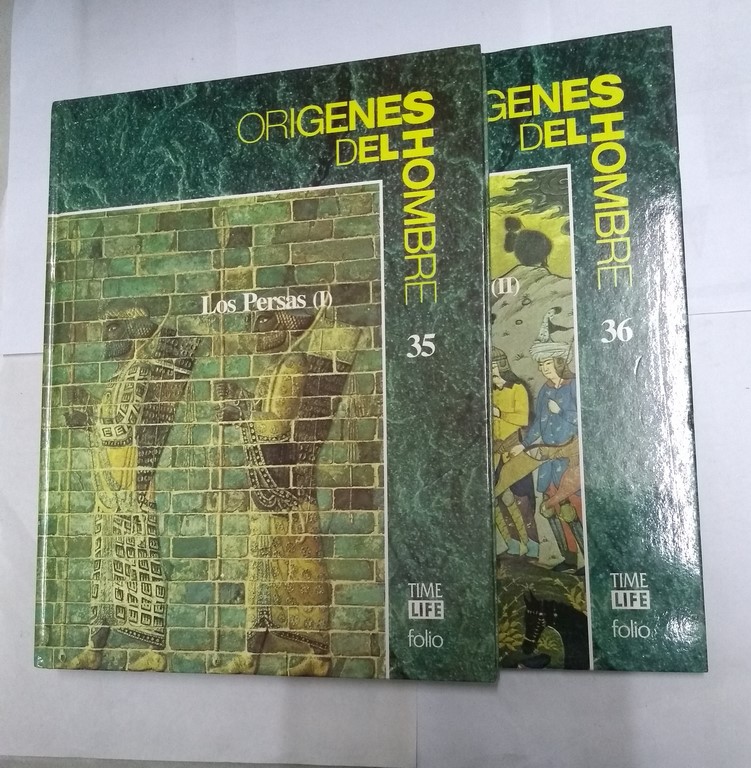 ORIGENES
DEL
HOMBRE
Los Persas (I)
35
TIME
LIFE
folio
GENES
DEL
HOMBRE
(II)
36
TIME
LIFE
folio